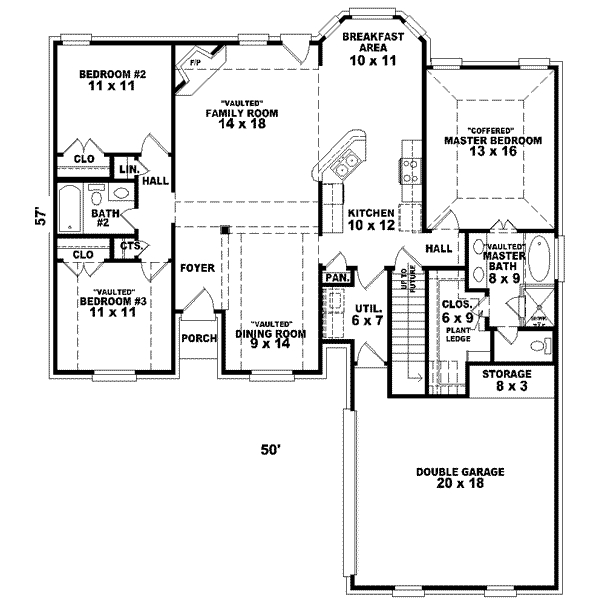 BREAKFAST
AREA
10 x 11
BEDROOM #2
11 x 11
F/P
"VAULTED"
FAMILY ROOM
14 x 18
"COFFERED"
MASTER BEDROOM
13 x 16
CLO
LIN.
HALL
BATH
#2
57'
KITCHEN
10 x 12
HALL
CTS.
CLO
"VAULTED"
MASTER
BATH
8 x 9
FOYER
PAN.
UP TO
FUTURE
"VAULTED"
BEDROOM #3
11 x 11
UTIL.
6 x 7
CLOS.
6 x 9
PLANT
LEDGE
PORCH
"VAULTED"
DINING ROOM
9 x 14
STORAGE
8 x 3
50'
DOUBLE GARAGE
20 x 18